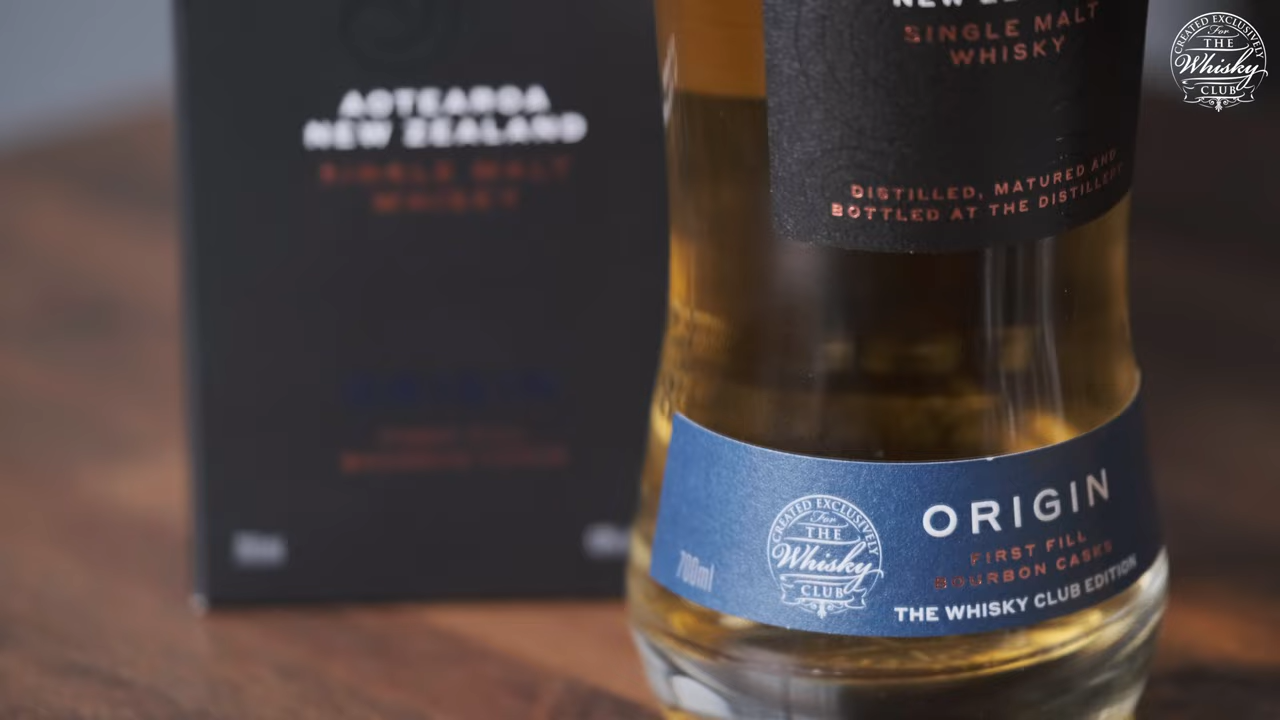 AOTEAROA
NEW ZEALAND
SINGLE MALT
WHISKY
SINGLE MALT
WHISKY
DISTILLED, MATURED AND
BOTTLED AT THE DISTILLERY
700ml
CREATED EXCLUSIVELY
For
THE
Whisky
CLUB
ORIGIN
FIRST FILL
BOURBON CASKS
THE WHISKY CLUB EDITION
CREATED EXCLUSIVELY
For
THE
Whisky
CLUB